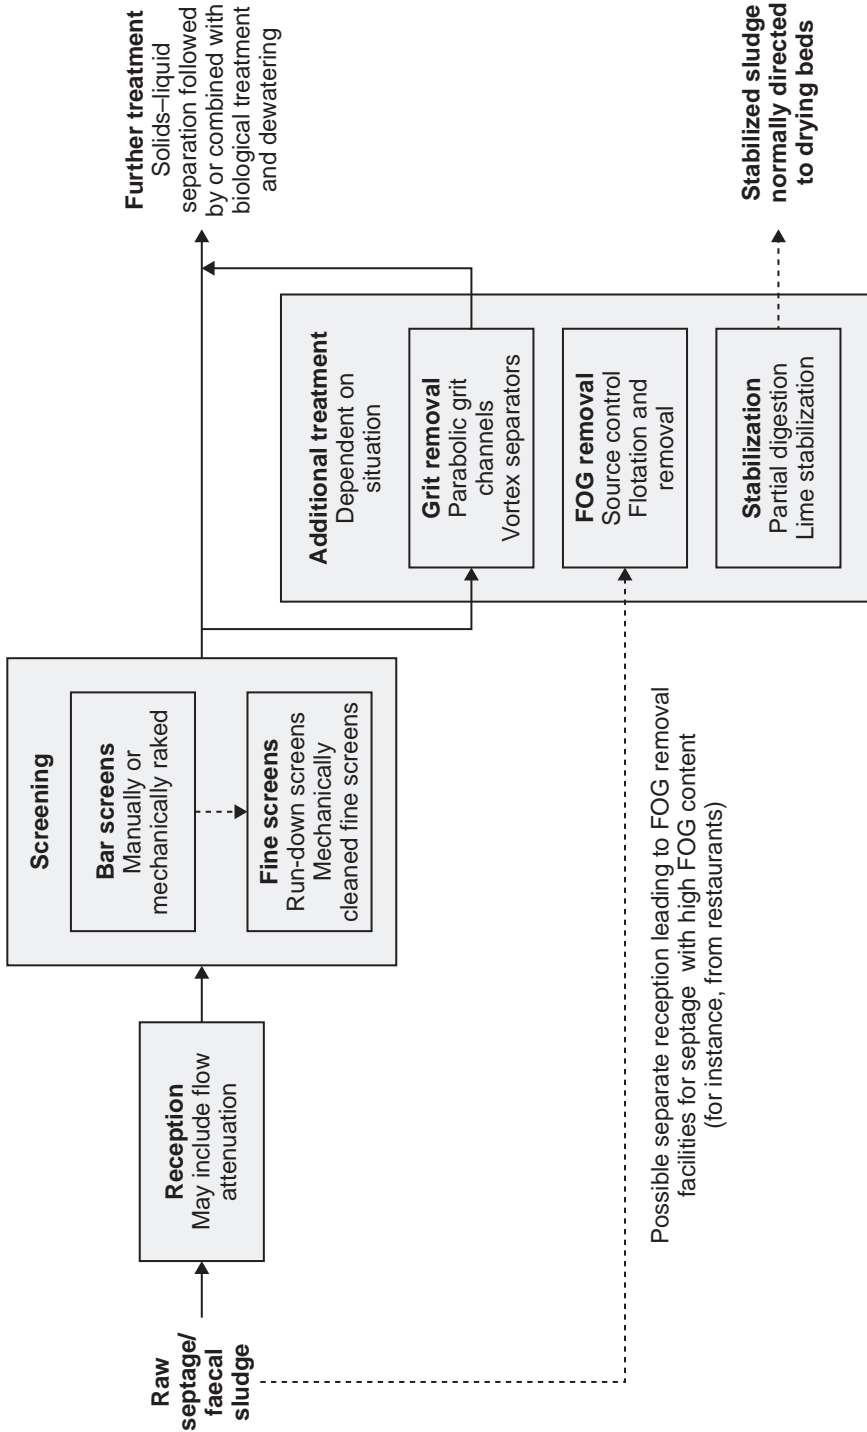 Raw
septage/
faecal
sludge
Reception
May include flow
attenuation
Screening
Bar screens
Manually or
mechanically raked
Fine screens
Run-down screens
Mechanically
cleaned fine screens
Further treatment
Solids–liquid
separation followed
by or combined with
biological treatment
and dewatering
Additional treatment
Dependent on
situation
Grit removal
Parabolic grit
channels
Vortex separators
FOG removal
Source control
Flotation and
removal
Stabilization
Partial digestion
Lime stabilization
Stabilized sludge
normally directed
to drying beds
Possible separate reception leading to FOG removal
facilities for septage with high FOG content
(for instance, from restaurants)